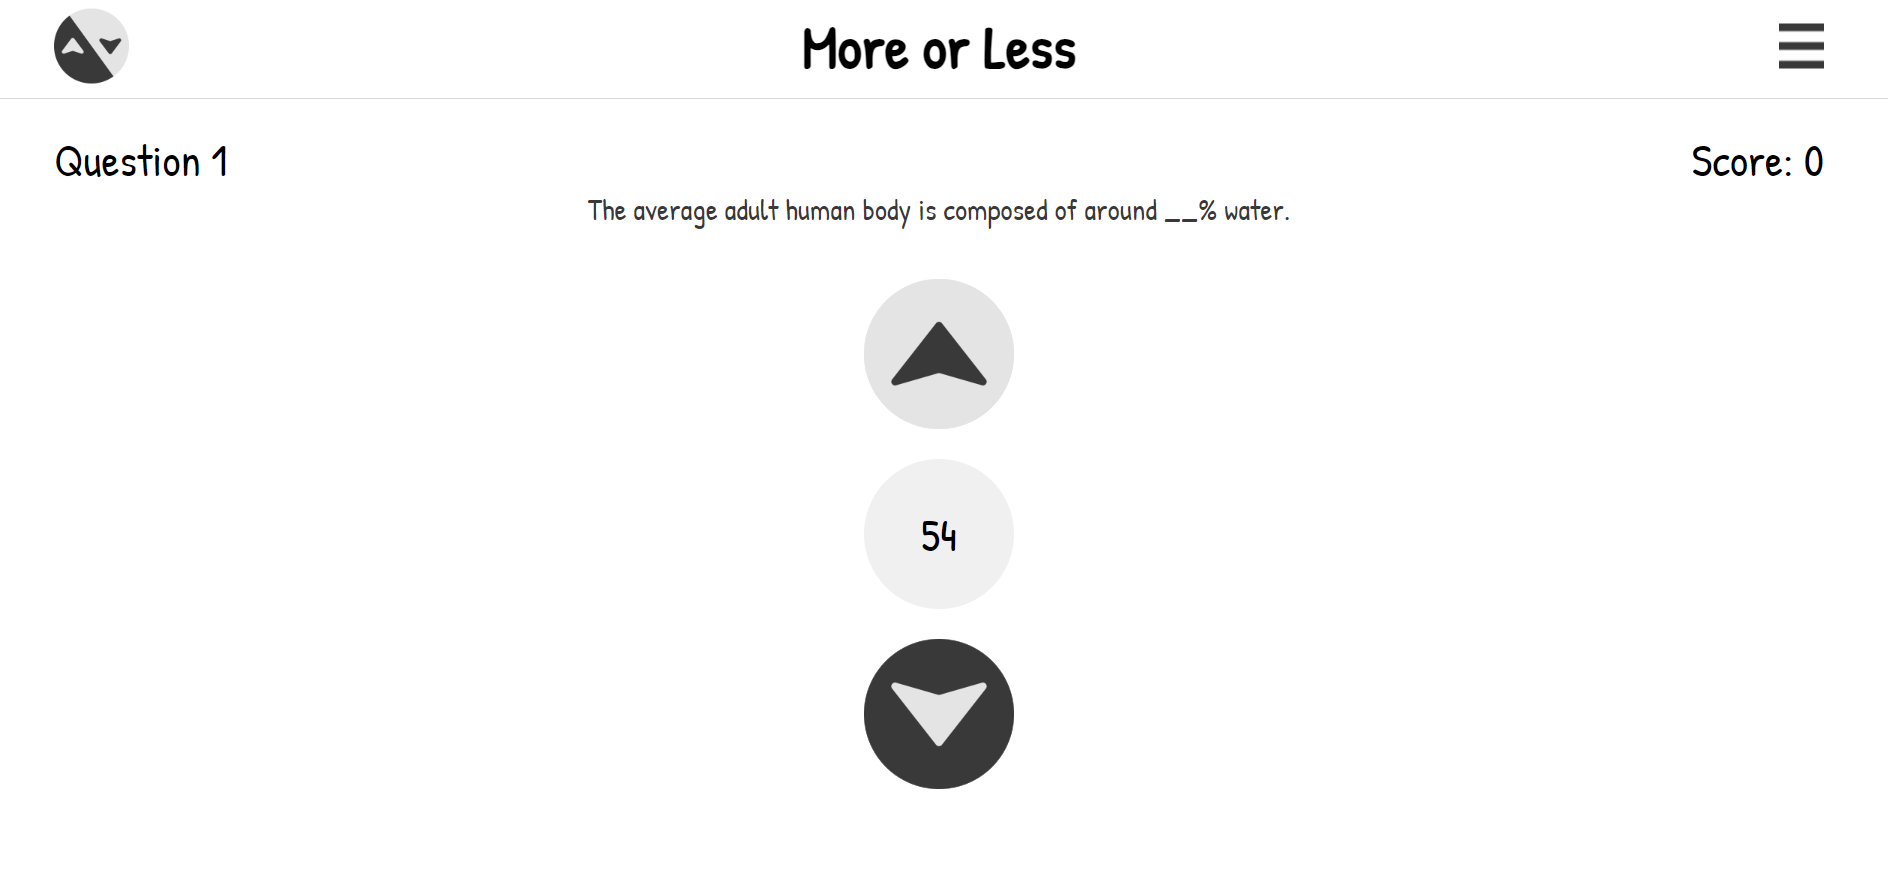 More or Less
Question 1
Score: 0
The average adult human body is composed of around __% water.
54